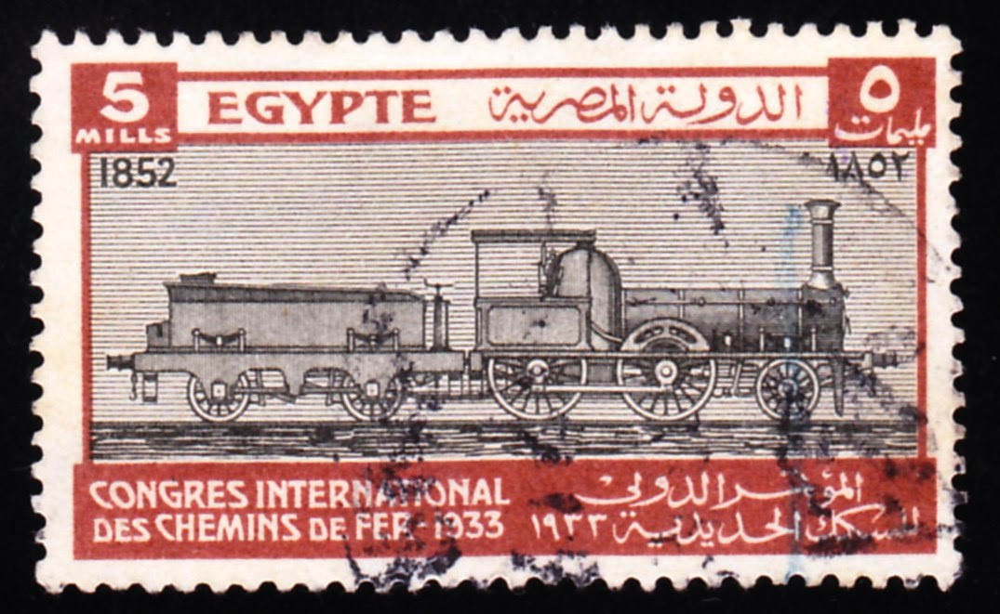 5 EGYPTE الدولة المصرية ٥
MILLS مليمات
1852 ١٨٥٢
CONGRES INTERNATIONAL المؤتمر الدولى
DES CHEMINS DE FER-1933 للسكك الحديدية ١٩٣٣